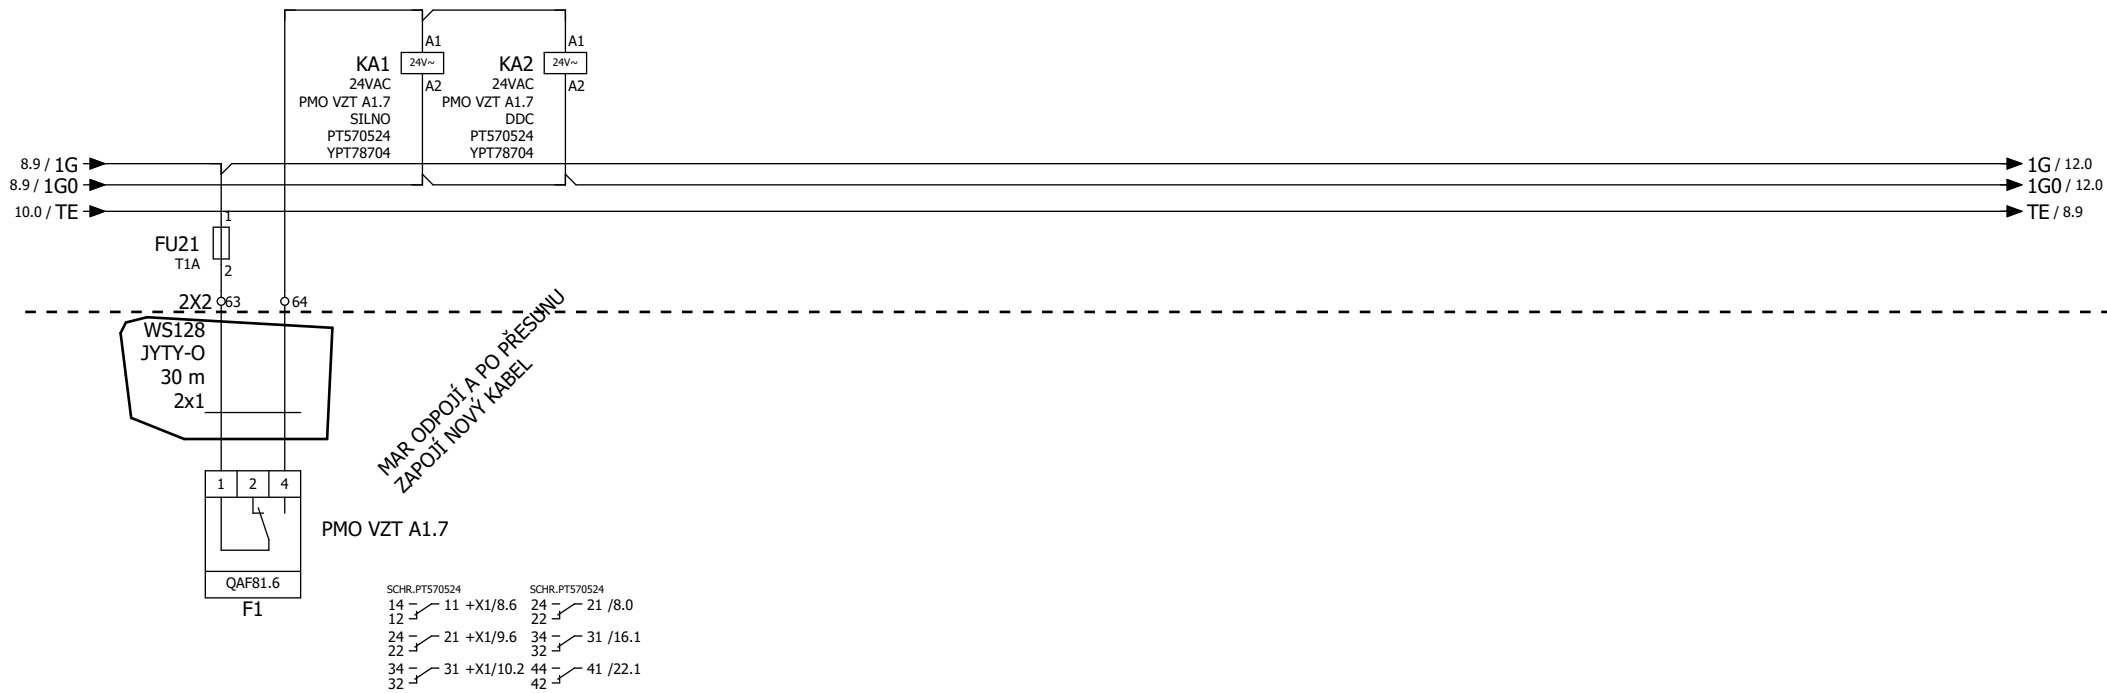 A1
A1
KA1
24V~
KA2
24V~
24VAC
A2
24VAC
A2
PMO VZT A1.7
PMO VZT A1.7
SILNO
DDC
PT570524
PT570524
YPT78704
YPT78704
8.9 / 1G
1G / 12.0
8.9 / 1G0
1G0 / 12.0
10.0 / TE
TE / 8.9
1
FU21
T1A
2
2X2
63
64
WS128
JYTY-O
30 m
2x1
MAR ODPOJÍ A PO PŘESUNU
ZAPOJÍ NOVÝ KABEL
1 2 4
PMO VZT A1.7
QAF81.6
F1
SCHR.PT570524
14 11 +X1/8.6
12
24 21 +X1/9.6
22
34 31 +X1/10.2
32
SCHR.PT570524
24 21 /8.0
22
34 31 /16.1
32
44 41 /22.1
42